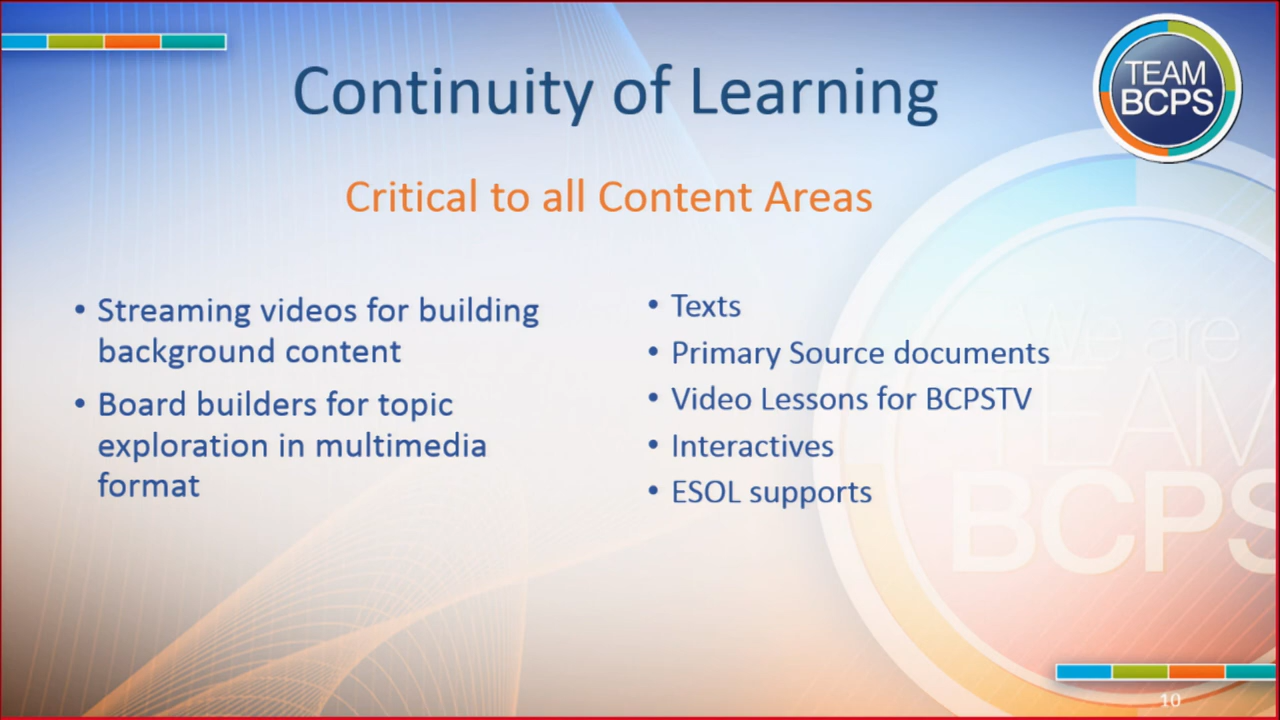 TEAM
BCPS
Continuity of Learning
Critical to all Content Areas
• Streaming videos for building
background content
• Board builders for topic
exploration in multimedia
format
• Texts
• Primary Source documents
• Video Lessons for BCPSTV
• Interactives
• ESOL supports
We are
TEAM
BCPS
10